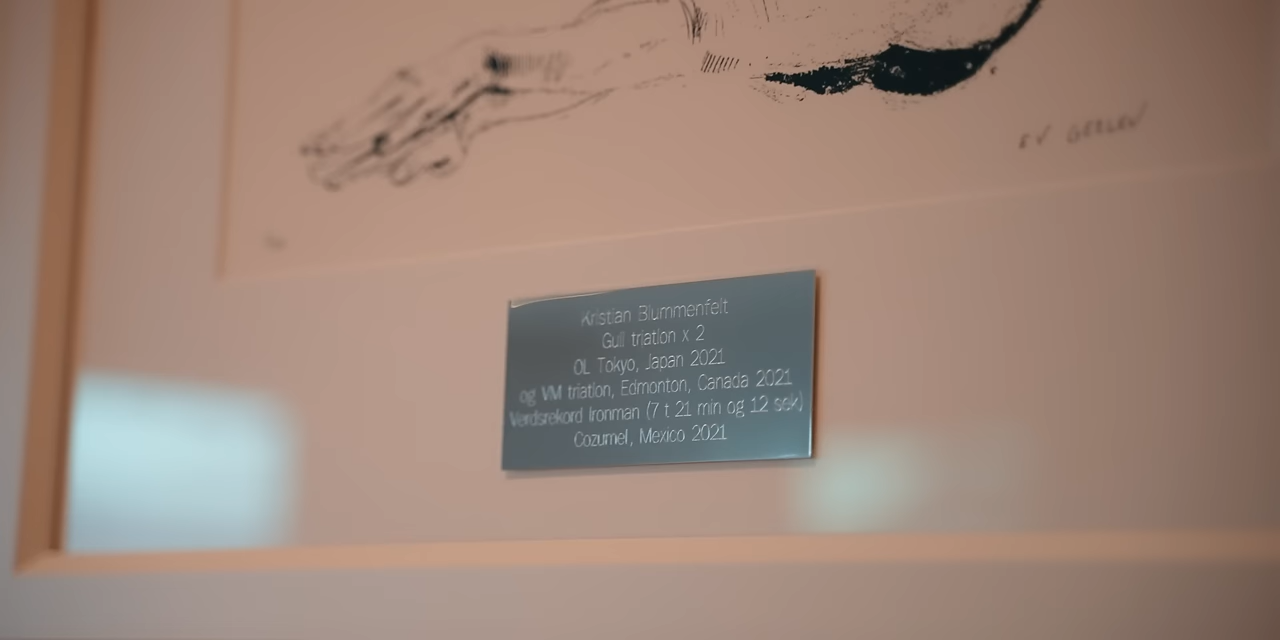 Kristian Blummenfelt
Gull triatlon x 2
OL Tokyo, Japan 2021
og VM triatlon, Edmonton, Canada 2021
Verdsrekord Ironman (7 t 21 min og 12 sek)
Cozumel, Mexico 2021